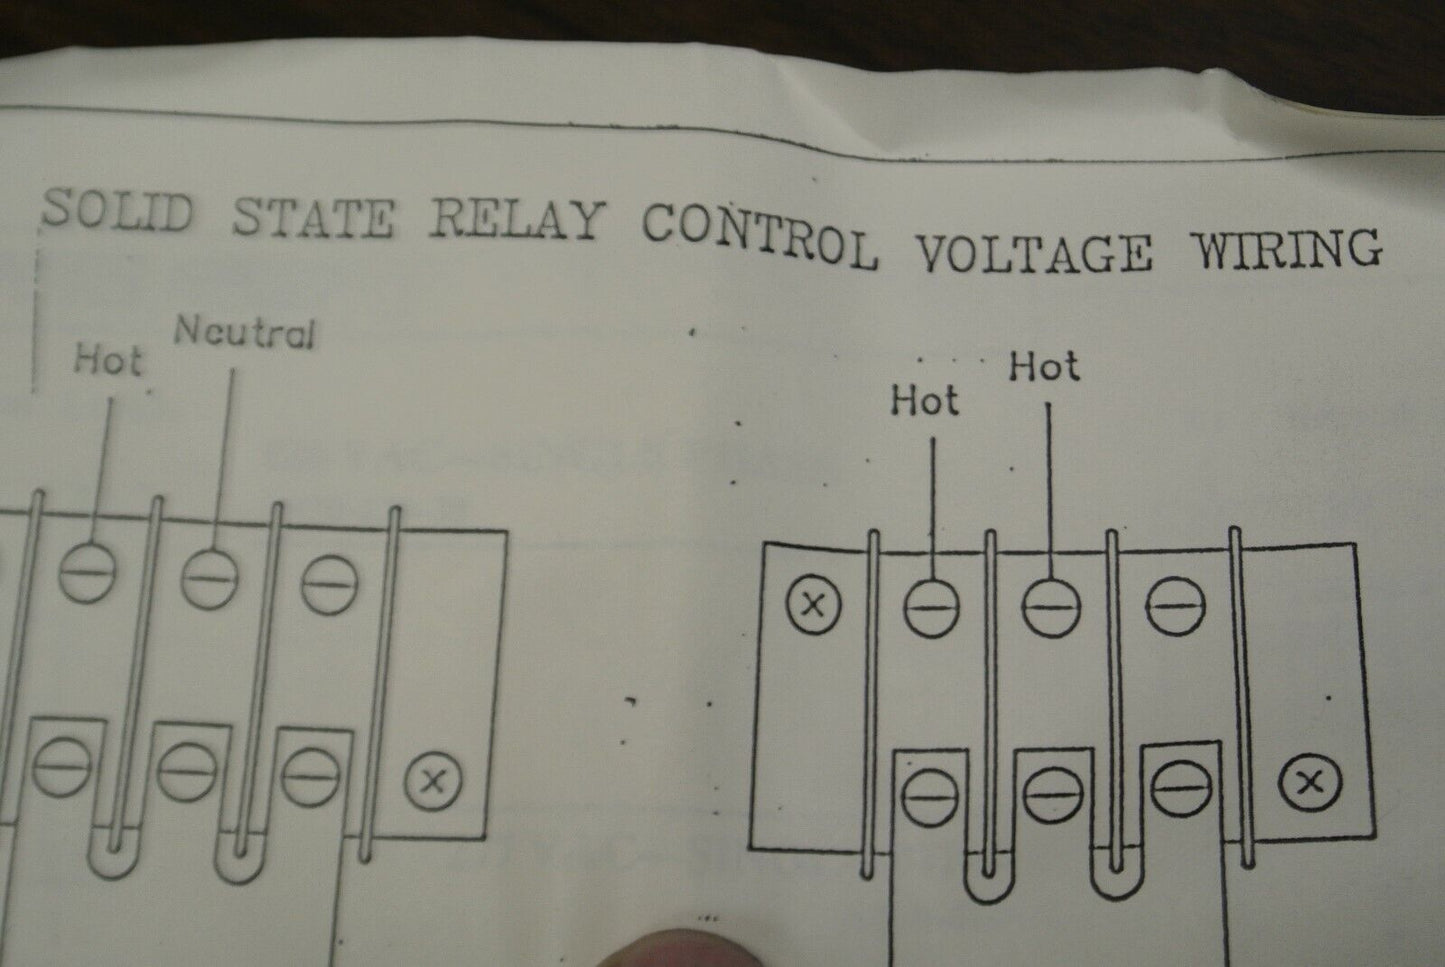 SOLID STATE RELAY CONTROL VOLTAGE WIRING
Neutral
Hot
Hot
Hot